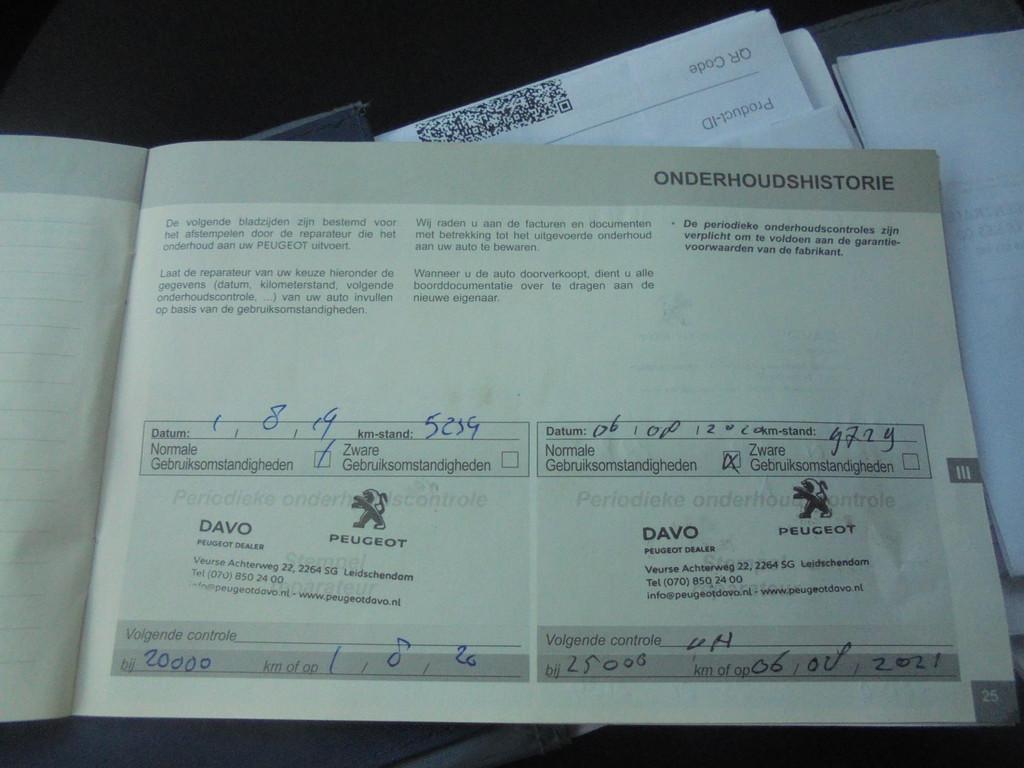 QR Code
Product-ID
ONDERHOUDSHISTORIE
De volgende bladzijden zijn bestemd voor
het afstempelen door de reparateur die het
onderhoud aan uw PEUGEOT uitvoert.
Laat de reparateur van uw keuze hieronder de
gegevens (datum, kilometerstand, volgende
onderhoudscontrole, ...) van uw auto invullen
op basis van de gebruiksomstandigheden.
Wij raden u aan de facturen en documenten
met betrekking tot het uitgevoerde onderhoud
aan uw auto te bewaren.
Wanneer u de auto doorverkoopt, dient u alle
boorddocumentatie over te dragen aan de
nieuwe eigenaar.
* De periodieke onderhoudscontroles zijn
verplicht om te voldoen aan de garantie-
voorwaarden van de fabrikant.
Datum: 1 / 8 / 19 km-stand: 5259
Normale
Gebruiksomstandigheden
Zware
Gebruiksomstandigheden
Periodieke onderhoudscontrole
Stempel
reparateur
DAVO
PEUGEOT DEALER
PEUGEOT
Veurse Achterweg 22, 2264 SG Leidschendam
Tel (070) 850 24 00
info@peugeotdavo.nl - www.peugeotdavo.nl
Volgende controle
bij 20000 km of op 1 / 8 / 20
Datum: 06 / 08 / 2020 km-stand: 9729
Normale
Gebruiksomstandigheden
Zware
Gebruiksomstandigheden
Periodieke onderhoudscontrole
reparateur
DAVO
PEUGEOT DEALER
PEUGEOT
Veurse Achterweg 22, 2264 SG Leidschendam
Tel (070) 850 24 00
info@peugeotdavo.nl - www.peugeotdavo.nl
Volgende controle
bij 25000 km of op 06 / 08 / 2021
III
25